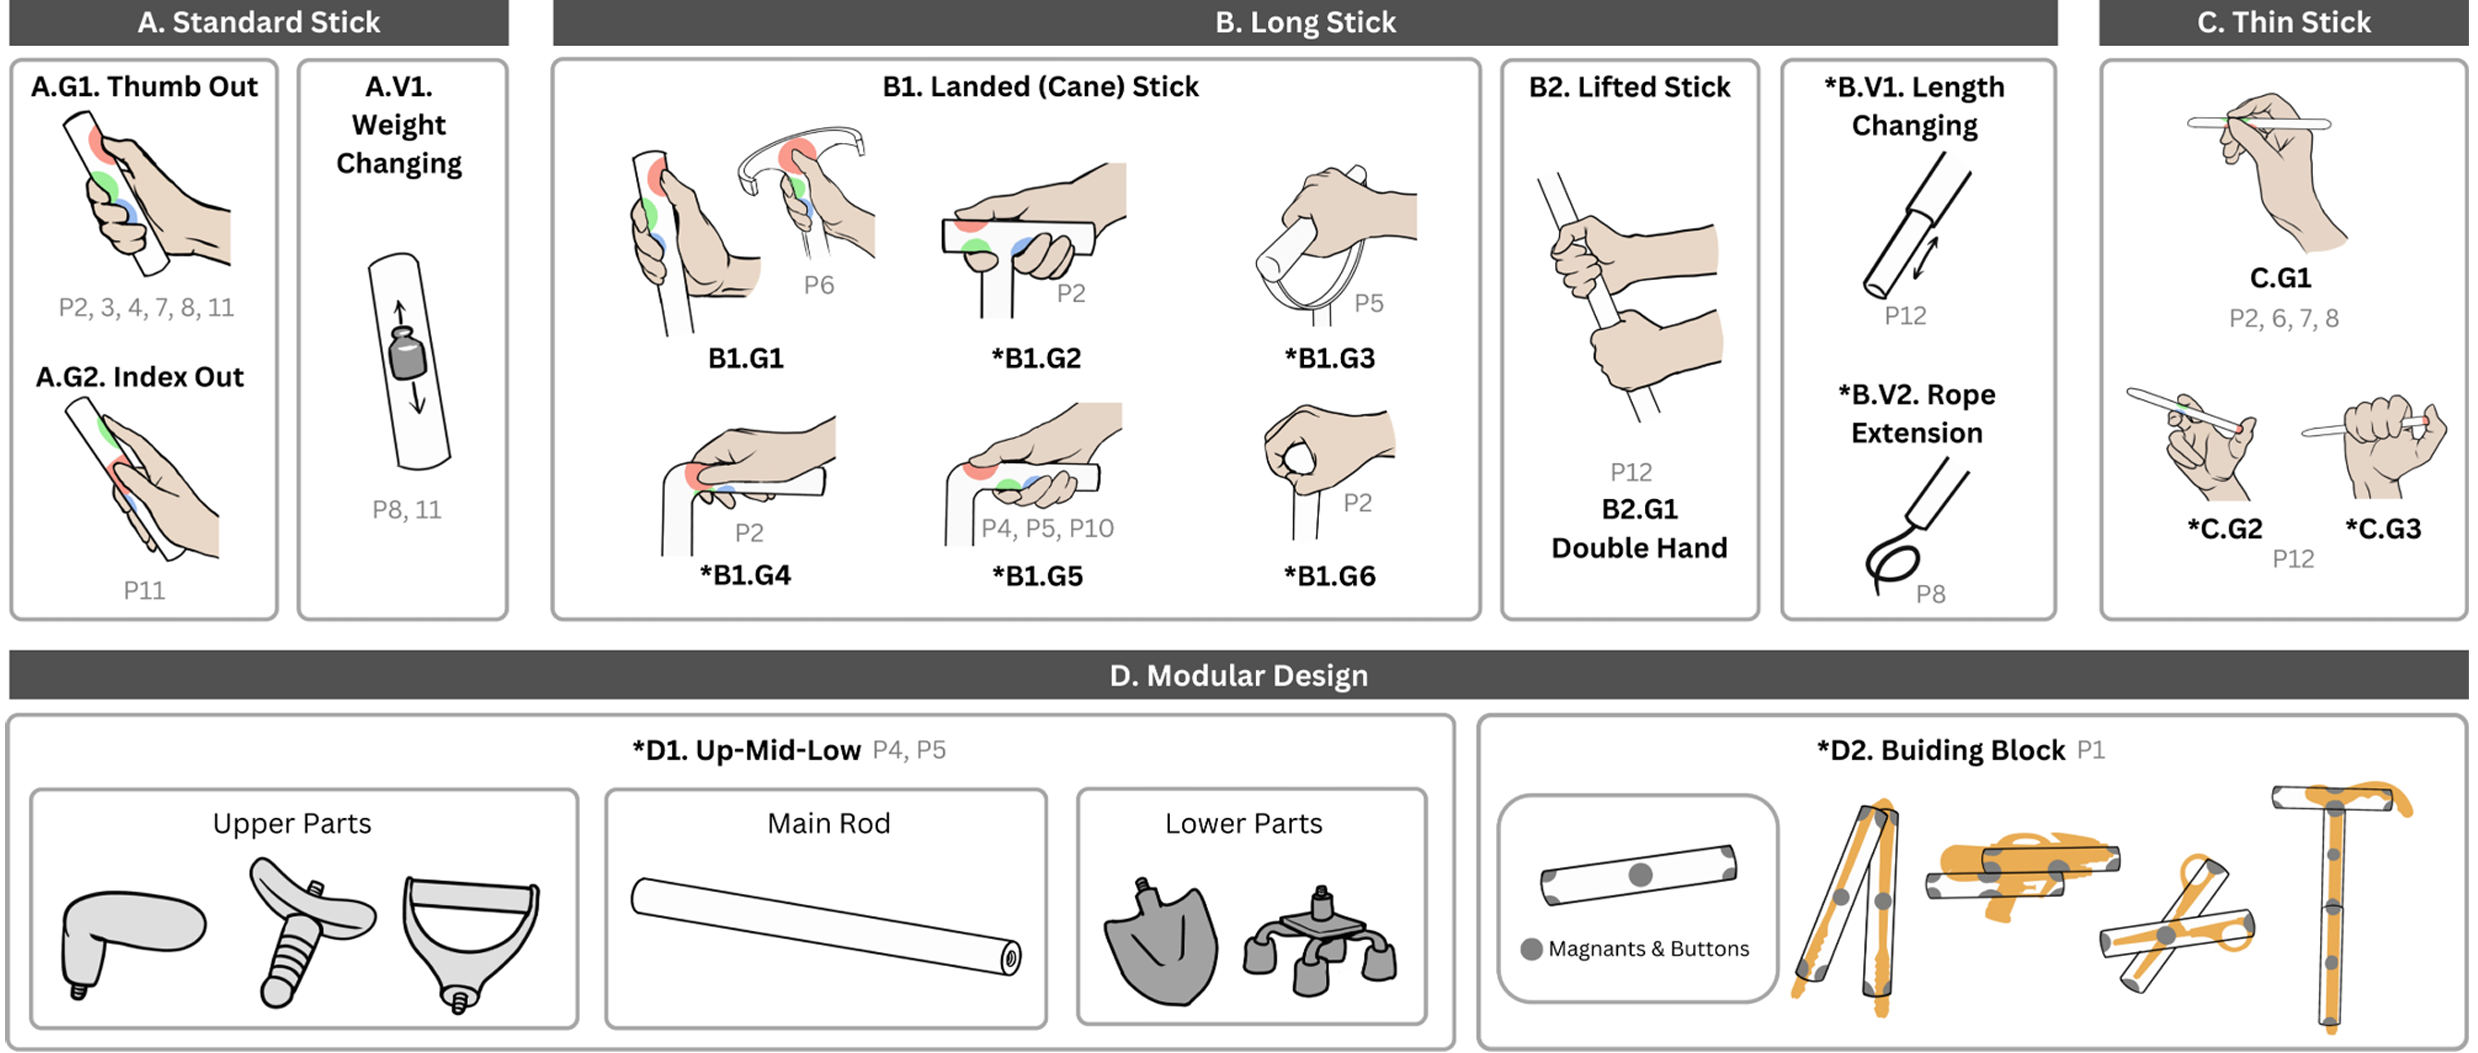 A. Standard Stick
A.G1. Thumb Out
P2, 3, 4, 7, 8, 11
A.G2. Index Out
P11
A.V1.
Weight
Changing
P8, 11
B. Long Stick
B1. Landed (Cane) Stick
P6
B1.G1
P2
*B1.G2
P5
*B1.G3
P2
*B1.G4
P4, P5, P10
*B1.G5
P2
*B1.G6
B2. Lifted Stick
P12
B2.G1
Double Hand
*B.V1. Length
Changing
P12
*B.V2. Rope
Extension
P8
C. Thin Stick
C.G1
P2, 6, 7, 8
*C.G2
*C.G3
P12
D. Modular Design
*D1. Up-Mid-Low P4, P5
Upper Parts
Main Rod
Lower Parts
*D2. Buiding Block P1
Magnants & Buttons